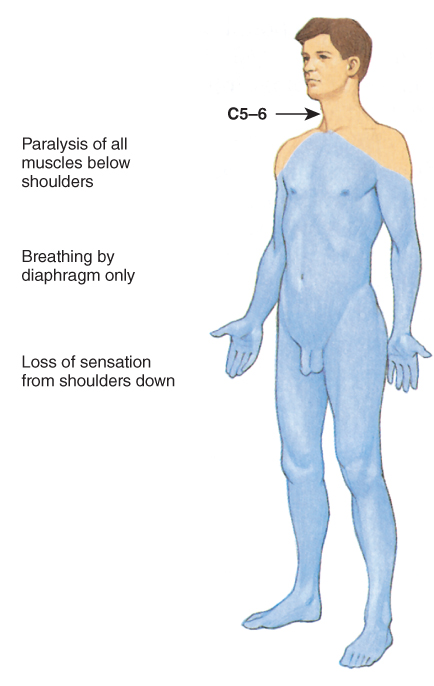 C5–6
Paralysis of all
muscles below
shoulders
Breathing by
diaphragm only
Loss of sensation
from shoulders down